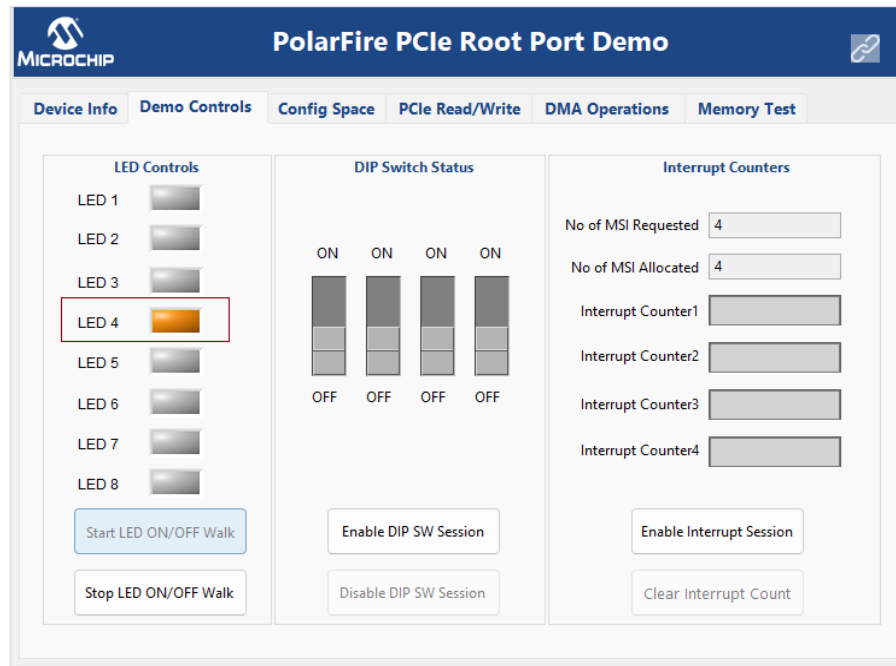 MICROCHIP
PolarFire PCIe Root Port Demo
Device Info
Demo Controls
Config Space
PCIe Read/Write
DMA Operations
Memory Test
LED Controls
LED 1
LED 2
LED 3
LED 4
LED 5
LED 6
LED 7
LED 8
Start LED ON/OFF Walk
Stop LED ON/OFF Walk
DIP Switch Status
ON ON ON ON
OFF OFF OFF OFF
Enable DIP SW Session
Disable DIP SW Session
Interrupt Counters
No of MSI Requested 4
No of MSI Allocated 4
Interrupt Counter1
Interrupt Counter2
Interrupt Counter3
Interrupt Counter4
Enable Interrupt Session
Clear Interrupt Count